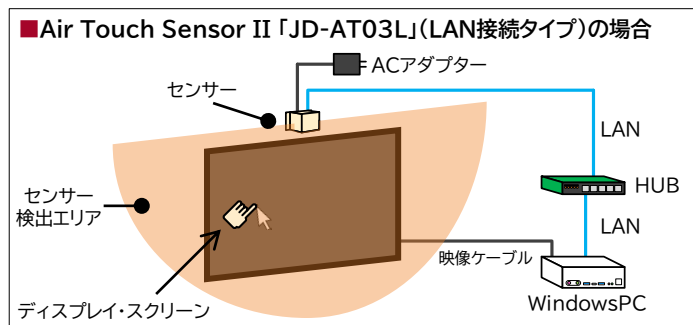 ■Air Touch Sensor II 「JD-AT03L」(LAN接続タイプ)の場合
ACアダプター
センサー
LAN
センサー
検出エリア
HUB
LAN
映像ケーブル
ディスプレイ・スクリーン
WindowsPC